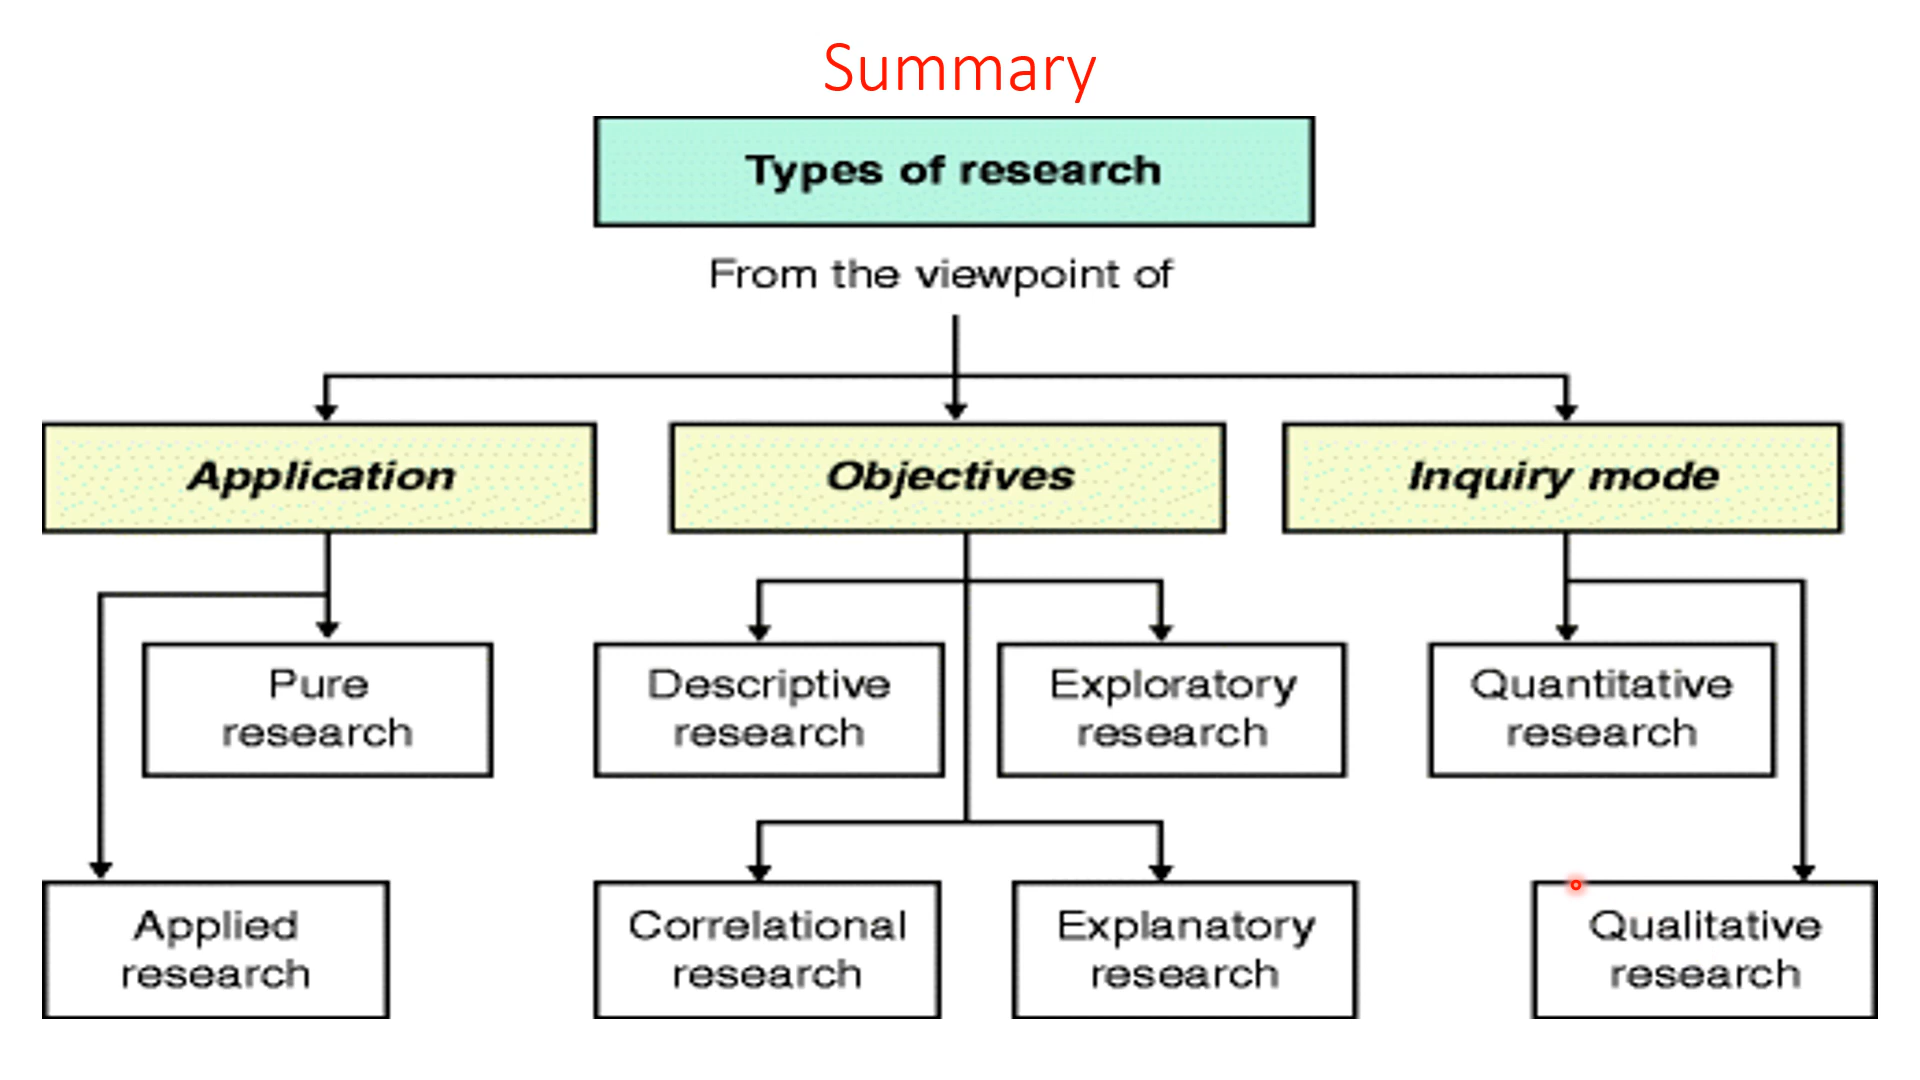 Summary
Types of research
From the viewpoint of
Application
Objectives
Inquiry mode
Pure
research
Descriptive
research
Exploratory
research
Quantitative
research
Applied
research
Correlational
research
Explanatory
research
Qualitative
research